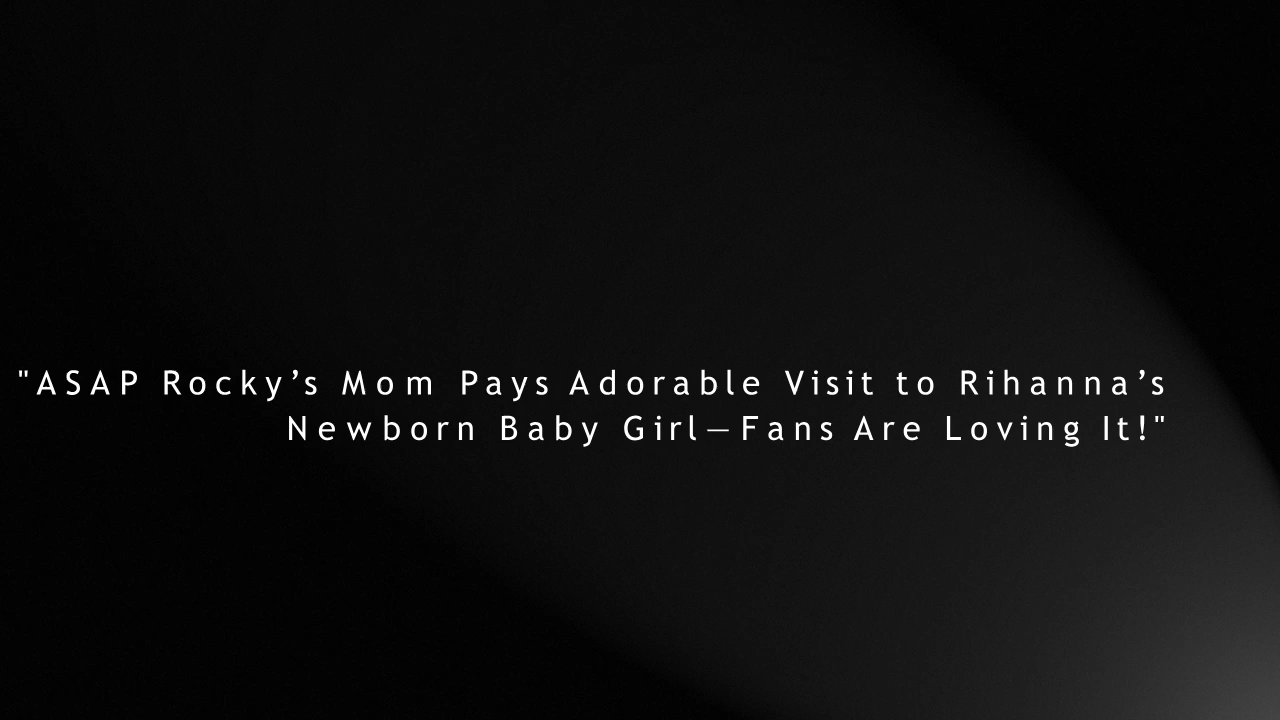 "ASAP Rocky’s Mom Pays Adorable Visit to Rihanna’s
Newborn Baby Girl—Fans Are Loving It!"